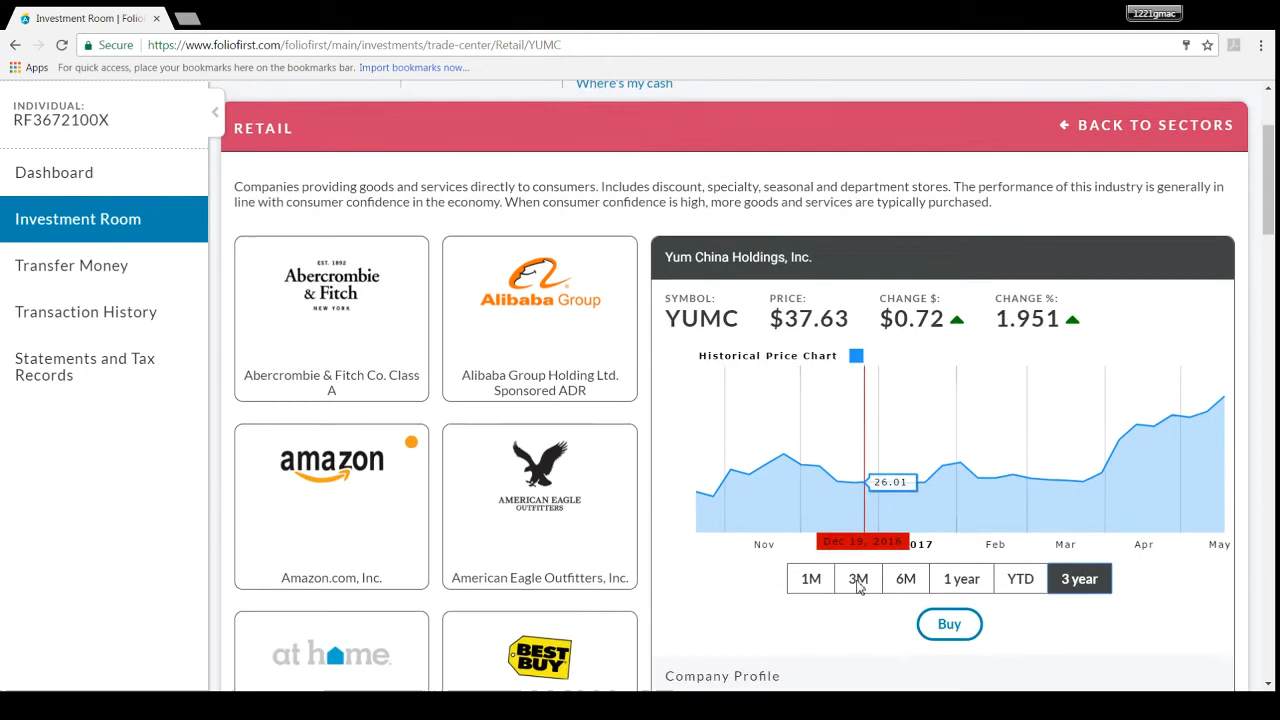 Investment Room | Folio
1221gmac
Secure
https://www.foliofirst.com/foliofirst/main/investments/trade-center/Retail/YUMC
Apps
For quick access, place your bookmarks here on the bookmarks bar. Import bookmarks now...
Where's my cash
INDIVIDUAL:
RF3672100X
Dashboard
Investment Room
Transfer Money
Transaction History
Statements and Tax
Records
RETAIL
BACK TO SECTORS
Companies providing goods and services directly to consumers. Includes discount, specialty, seasonal and department stores. The performance of this industry is generally in
line with consumer confidence in the economy. When consumer confidence is high, more goods and services are typically purchased.
EST. 1892
Abercrombie
& Fitch
NEW YORK
Abercrombie & Fitch Co. Class
A
Alibaba Group
Alibaba Group Holding Ltd.
Sponsored ADR
amazon
Amazon.com, Inc.
AMERICAN EAGLE
OUTFITTERS
American Eagle Outfitters, Inc.
at home.
BEST
BUY
Yum China Holdings, Inc.
SYMBOL:
YUMC
PRICE:
$37.63
CHANGE $:
$0.72
CHANGE %:
1.951
Historical Price Chart
26.01
Nov
Dec 19, 2016
017
Feb
Mar
Apr
May
1M
3M
6M
1 year
YTD
3 year
Buy
Company Profile